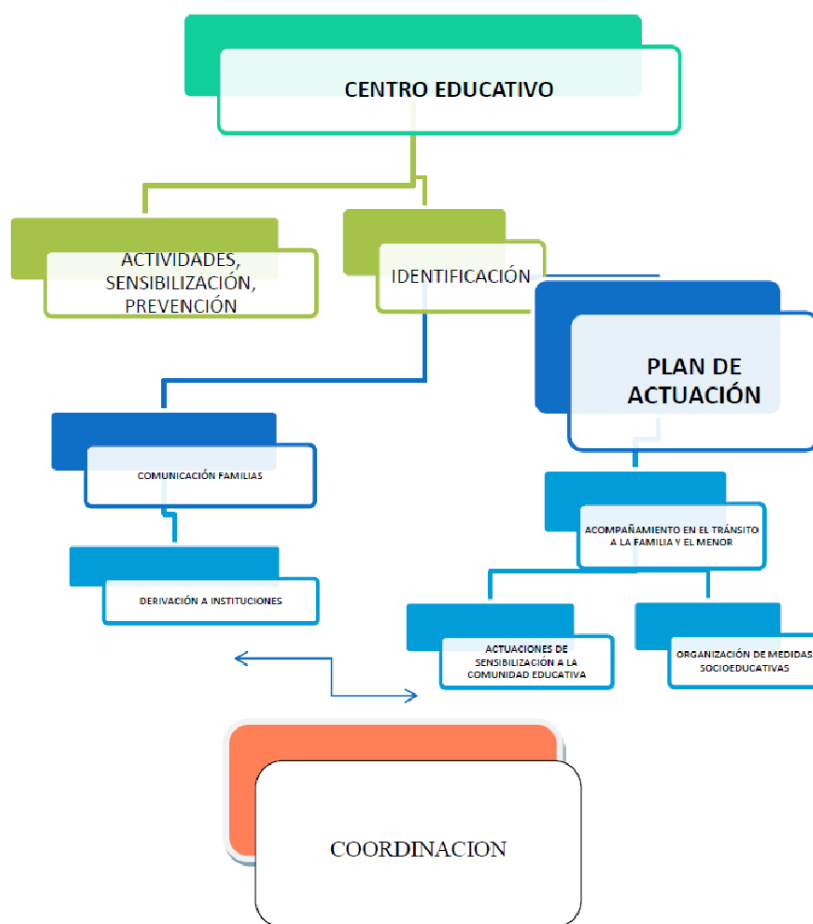 CENTRO EDUCATIVO
ACTIVIDADES,
SENSIBILIZACIÓN,
PREVENCIÓN
IDENTIFICACIÓN
PLAN DE
ACTUACIÓN
COMUNICACIÓN FAMILIAS
ACOMPAÑAMIENTO EN EL TRÁNSITO
A LA FAMILIA Y EL MENOR
DERIVACIÓN A INSTITUCIONES
ACTUACIONES DE
SENSIBILIZACIÓN A LA
COMUNIDAD EDUCATIVA
ORGANIZACIÓN DE MEDIDAS
SOCIOEDUCATIVAS
COORDINACION